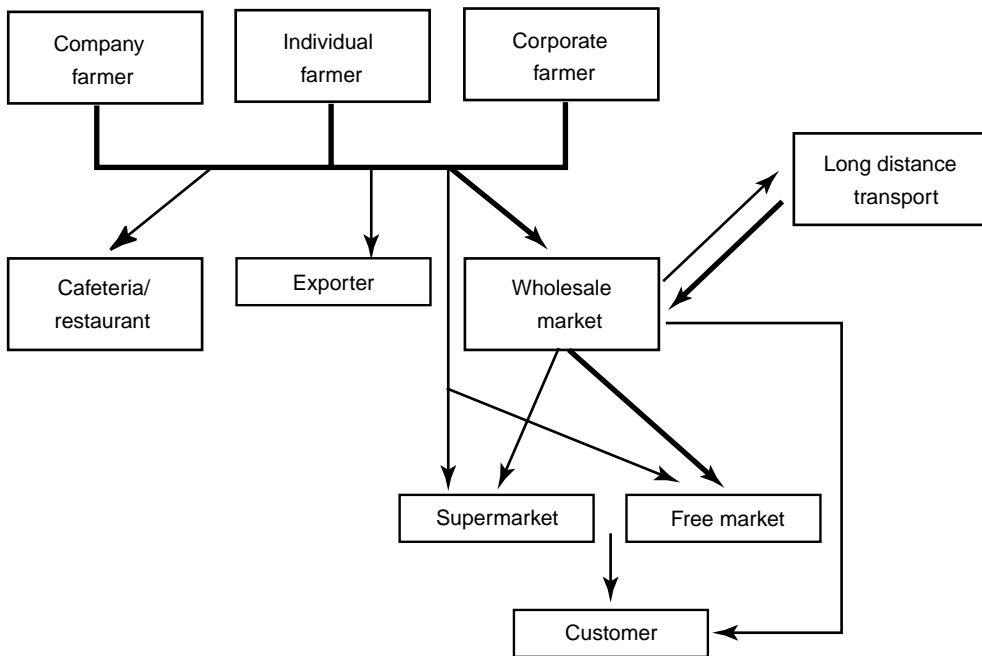 Company
farmer
Individual
farmer
Corporate
farmer
Long distance
transport
Cafeteria/
restaurant
Exporter
Wholesale
market
Supermarket
Free market
Customer